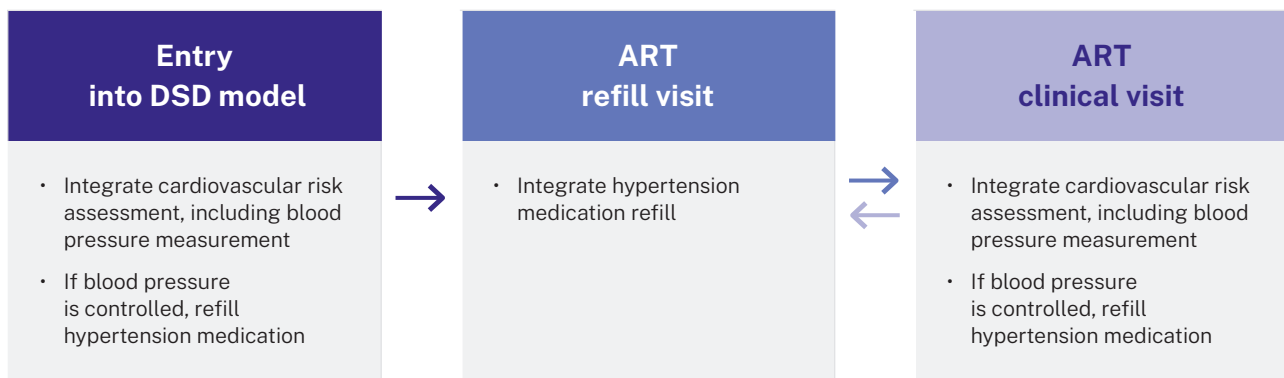 Entry
into DSD model
• Integrate cardiovascular risk
assessment, including blood
pressure measurement
• If blood pressure
is controlled, refill
hypertension medication
ART
refill visit
• Integrate hypertension
medication refill
ART
clinical visit
• Integrate cardiovascular risk
assessment, including blood
pressure measurement
• If blood pressure
is controlled, refill
hypertension medication